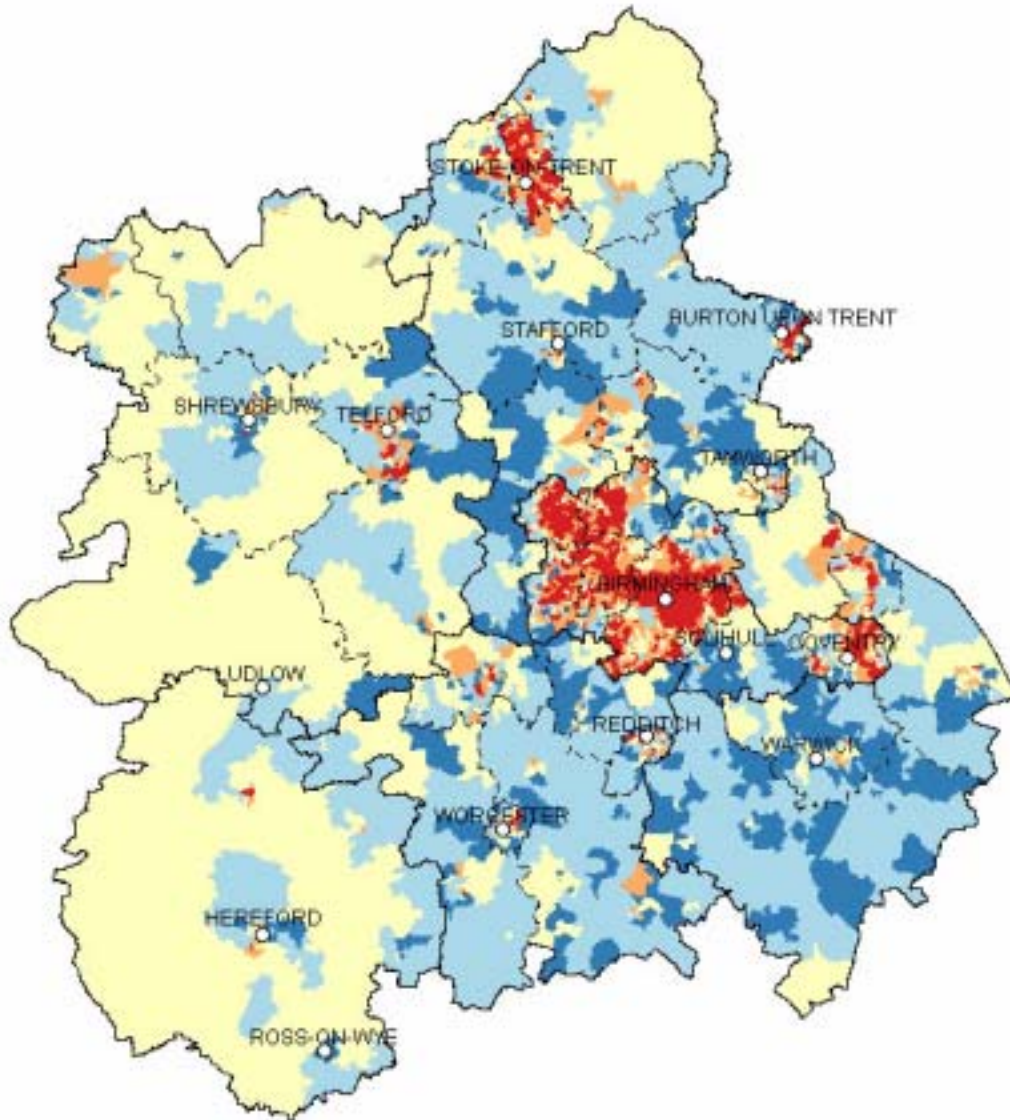 STOKE-ON-TRENT
BURTON UPON TRENT
STAFFORD
SHREWSBURY
TELFORD
TAMWORTH
BIRMINGHAM
SOLIHULL
COVENTRY
LUDLOW
REDDITCH
WARWICK
WORCESTER
HEREFORD
ROSS-ON-WYE